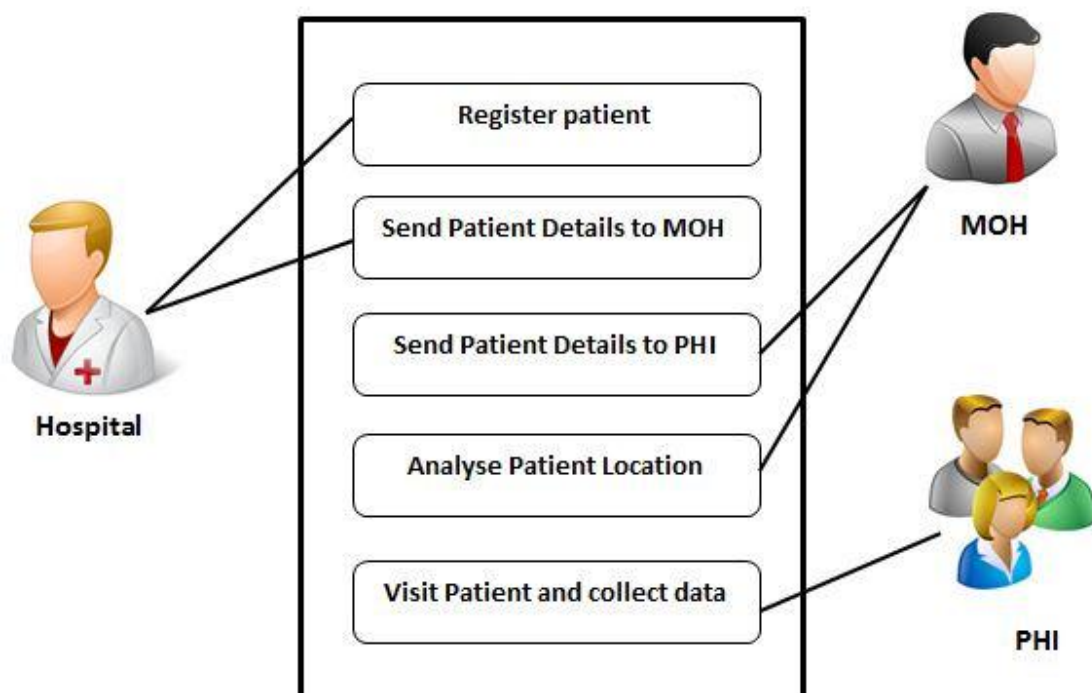 Register patient
Send Patient Details to MOH
Send Patient Details to PHI
Analyse Patient Location
Visit Patient and collect data
Hospital
MOH
PHI